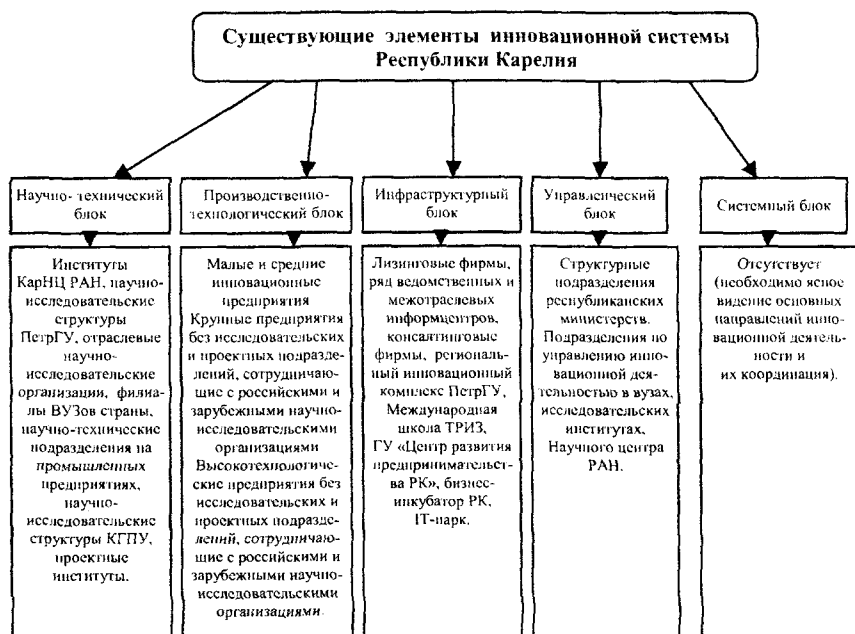 Существующие элементы инновационной системы
Республики Карелия
Научно- технический
блок
Производственно-
технологический блок
Инфраструктурный
блок
Управленческий
блок
Системный блок
Институты
КарНЦ РАН, научно-
исследовательские
структуры
ПетрГУ, отраслевые
научно-
исследовательские
организации, филиа-
лы ВУЗов страны,
научно-технические
подразделения на
промышленных
предприятиях,
научно-
исследовательские
структуры КГПУ,
проектные
институты.
Малые и средние
инновационные
предприятия
Крупные предприятия
без исследовательских
и проектных подразде-
лений, сотрудничаю-
щие с российскими и
зарубежными научно-
исследовательскими
организациями
Высокотехнологиче-
ские предприятия без
исследовательских и
проектных подразде-
лений, сотрудничаю-
щие с российскими и
зарубежными научно-
исследовательскими
организациями.
Лизинговые фирмы,
ряд ведомственных и
межотраслевых
информцентров,
консалтинговые
фирмы, региональ-
ный инновационный
комплекс ПетрГУ,
Международная
школа ТРИЗ,
ГУ «Центр развития
предпринимательст-
ва РК», бизнес-
инкубатор РК,
IT-парк.
Структурные
подразделения
республиканских
министерств.
Подразделения по
управлению инно-
вационной дея-
тельностью в вузах,
исследовательских
институтах,
Научного центра
РАН.
Отсутствует
(необходимо ясное
видение основных
направлений инно-
вационной деятель-
ности и
их координация).